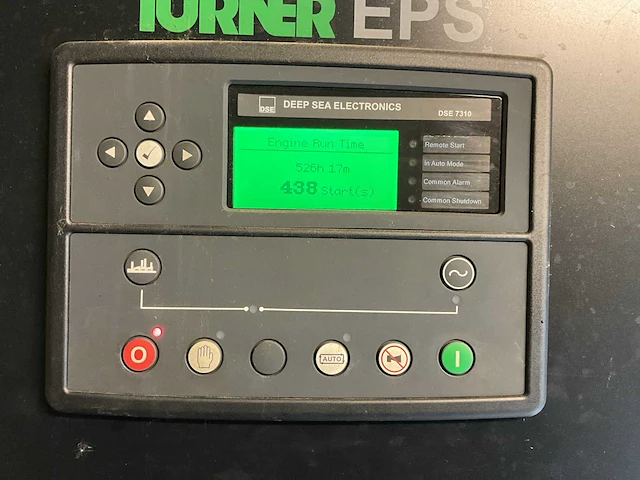 TURNER EPS
DSE
DEEP SEA ELECTRONICS
DSE 7310
Engine Run Time
526h 17m
438 Start(s)
Remote Start
In Auto Mode
Common Alarm
Common Shutdown
O
AUTO
I